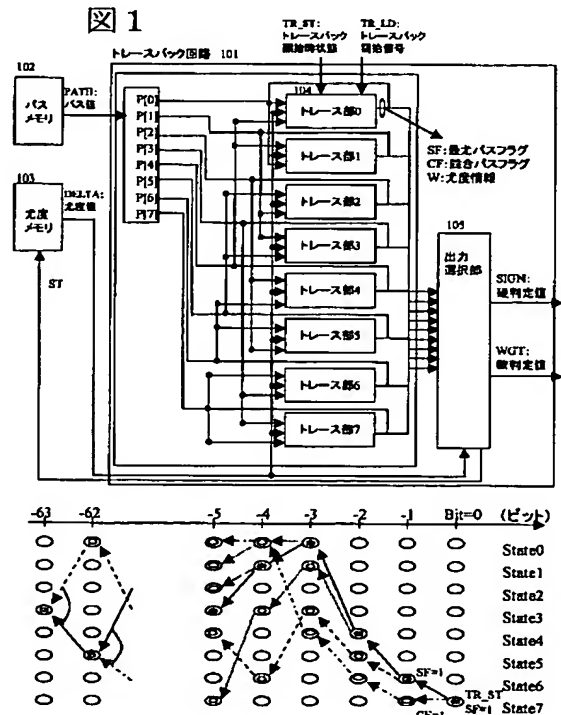 図1
TR_ST:
トレースバック
開始時状態
TR_LD:
トレースバック
開始信号
トレースバック回路 101
102
パス
メモリ
PATH:
パス値
103
尤度
メモリ
DELTA:
尤度値
ST
P[0]
P[1]
P[2]
P[3]
P[4]
P[5]
P[6]
P[7]
104
トレース部0
トレース部1
トレース部2
トレース部3
トレース部4
トレース部5
トレース部6
トレース部7
SF: 最尤パスフラグ
CF: 競合パスフラグ
W: 尤度情報
105
出力
選択部
SIGN:
硬判定値
WGT:
軟判定値
-63 -62 -5 -4 -3 -2 -1 Bit=0 (ビット)
State0
State1
State2
State3
State4
State5
SF=1
State6
TR_ST
SF=1
State7
CF=1